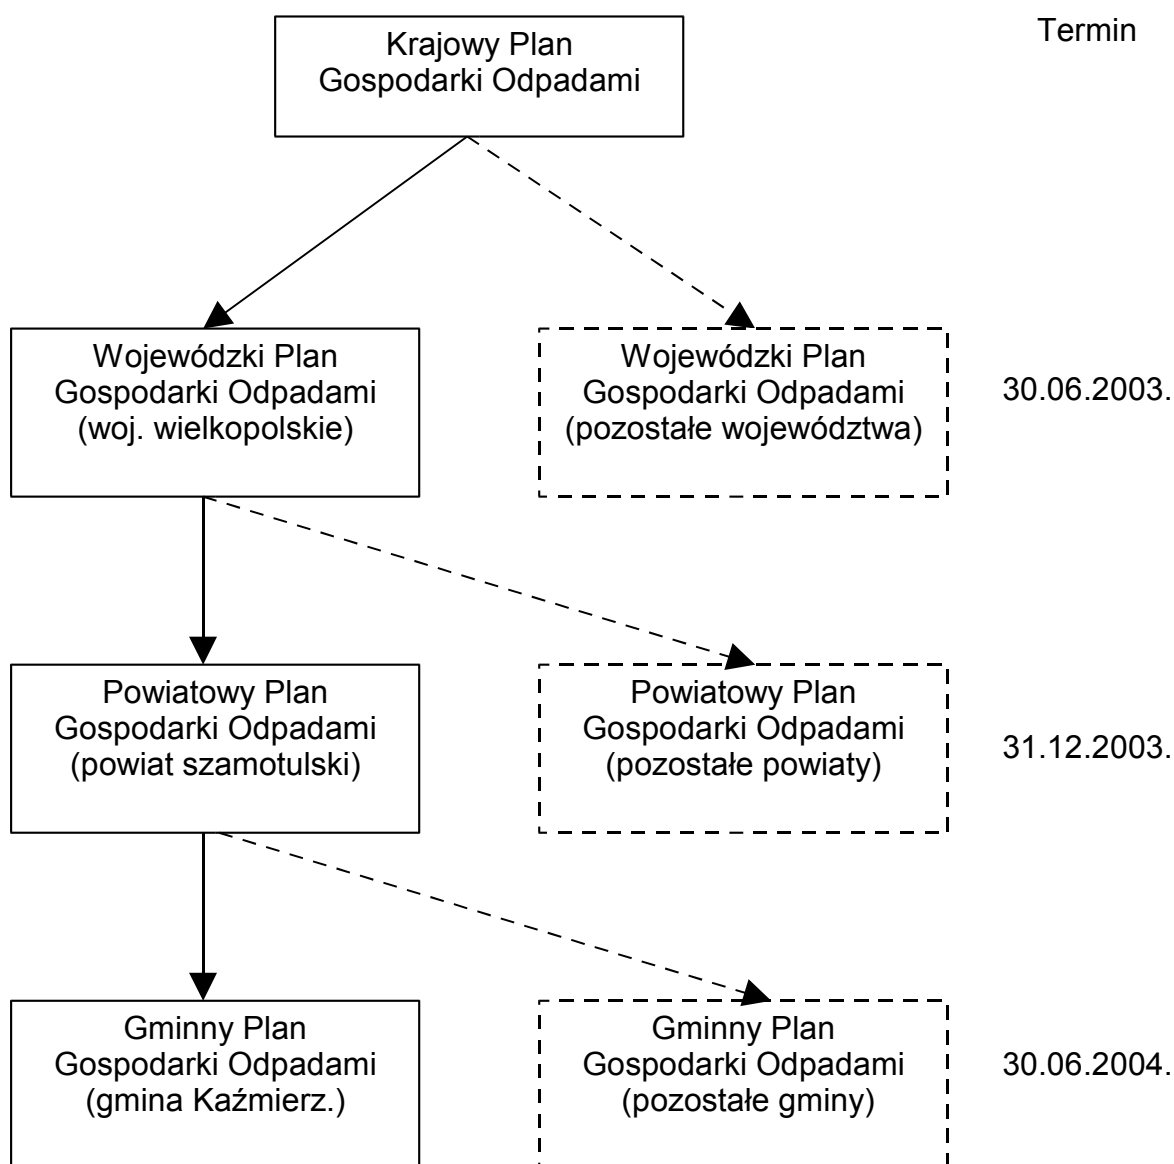 Termin
Krajowy Plan
Gospodarki Odpadami
Wojewódzki Plan
Gospodarki Odpadami
(woj. wielkopolskie)
Wojewódzki Plan
Gospodarki Odpadami
(pozostałe województwa)
30.06.2003.
Powiatowy Plan
Gospodarki Odpadami
(powiat szamotulski)
Powiatowy Plan
Gospodarki Odpadami
(pozostałe powiaty)
31.12.2003.
Gminny Plan
Gospodarki Odpadami
(gmina Kaźmierz.)
Gminny Plan
Gospodarki Odpadami
(pozostałe gminy)
30.06.2004.